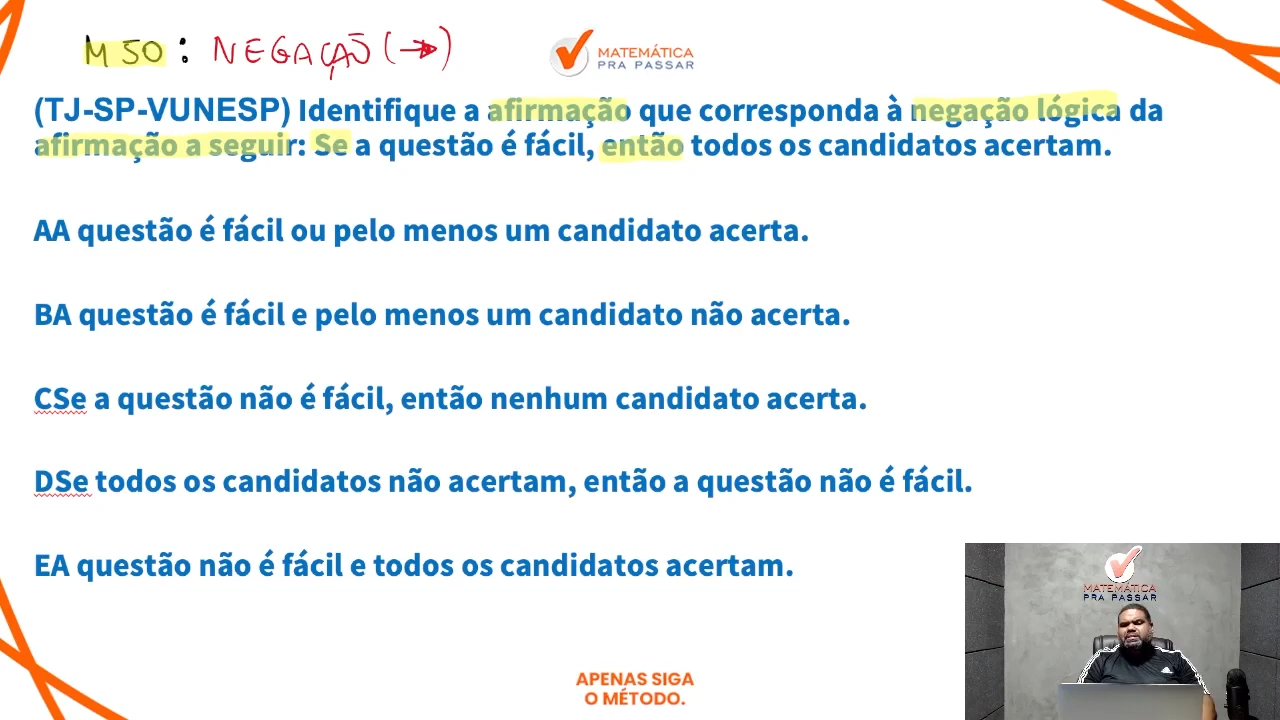 M50: NEGAÇÃO (→)
MATEMÁTICA
PRA PASSAR
(TJ-SP-VUNESP) Identifique a afirmação que corresponda à negação lógica da
afirmação a seguir: Se a questão é fácil, então todos os candidatos acertam.
AA questão é fácil ou pelo menos um candidato acerta.
BA questão é fácil e pelo menos um candidato não acerta.
CSe a questão não é fácil, então nenhum candidato acerta.
DSe todos os candidatos não acertam, então a questão não é fácil.
EA questão não é fácil e todos os candidatos acertam.
MATEMÁTICA
PRA PASSAR
APENAS SIGA
O MÉTODO.